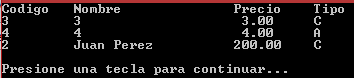 Codigo Nombre Precio Tipo
3 3 3.00 C
4 4 4.00 A
2 Juan Perez 200.00 C
Presione una tecla para continuar...